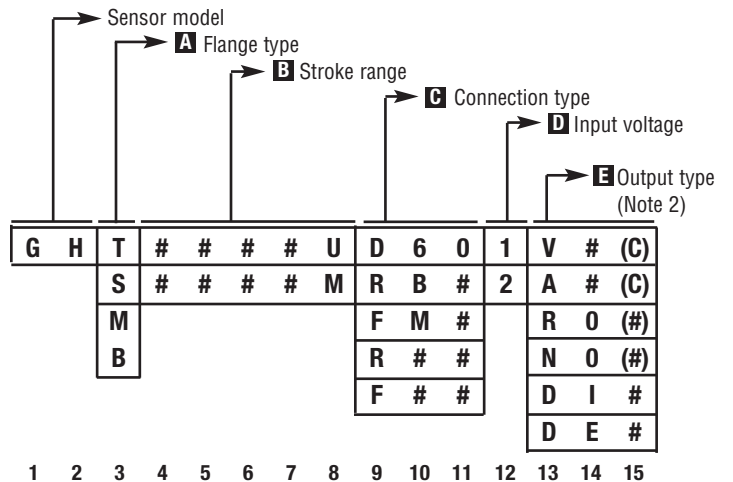 Sensor model
A Flange type
B Stroke range
C Connection type
D Input voltage
E Output type
(Note 2)
G H T # # # # U D 6 0 1 V # (C)
S # # # # M R B # 2 A # (C)
M F M # R 0 (#)
B R # # N 0 (#)
F # # D I #
D E #
1 2 3 4 5 6 7 8 9 10 11 12 13 14 15